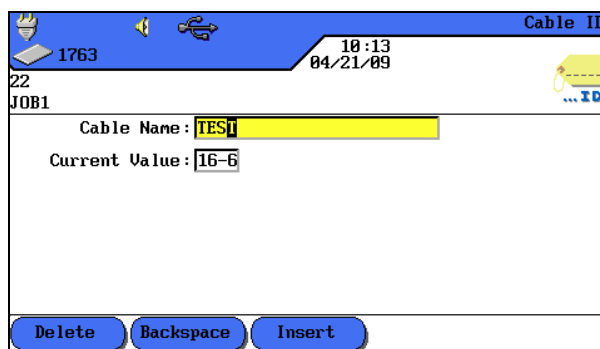 Cable ID
1763
10:13
04/21/09
22
JOB1
...ID
Cable Name: TEST
Current Value: 16-6
Delete Backspace Insert